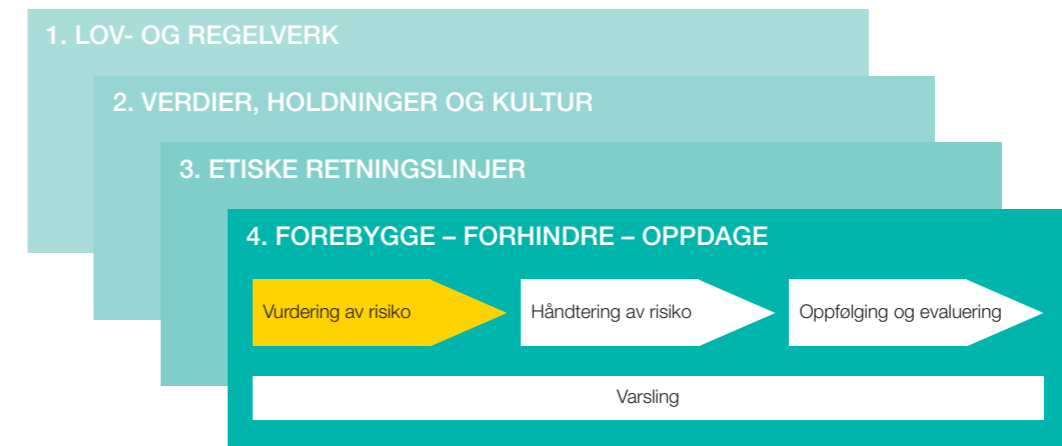 1. LOV- OG REGELVERK
2. VERDIER, HOLDNINGER OG KULTUR
3. ETISKE RETNINGSLINJER
4. FOREBYGGE – FORHINDRE – OPPDAGE
Vurdering av risiko
Håndtering av risiko
Oppfølging og evaluering
Varsling